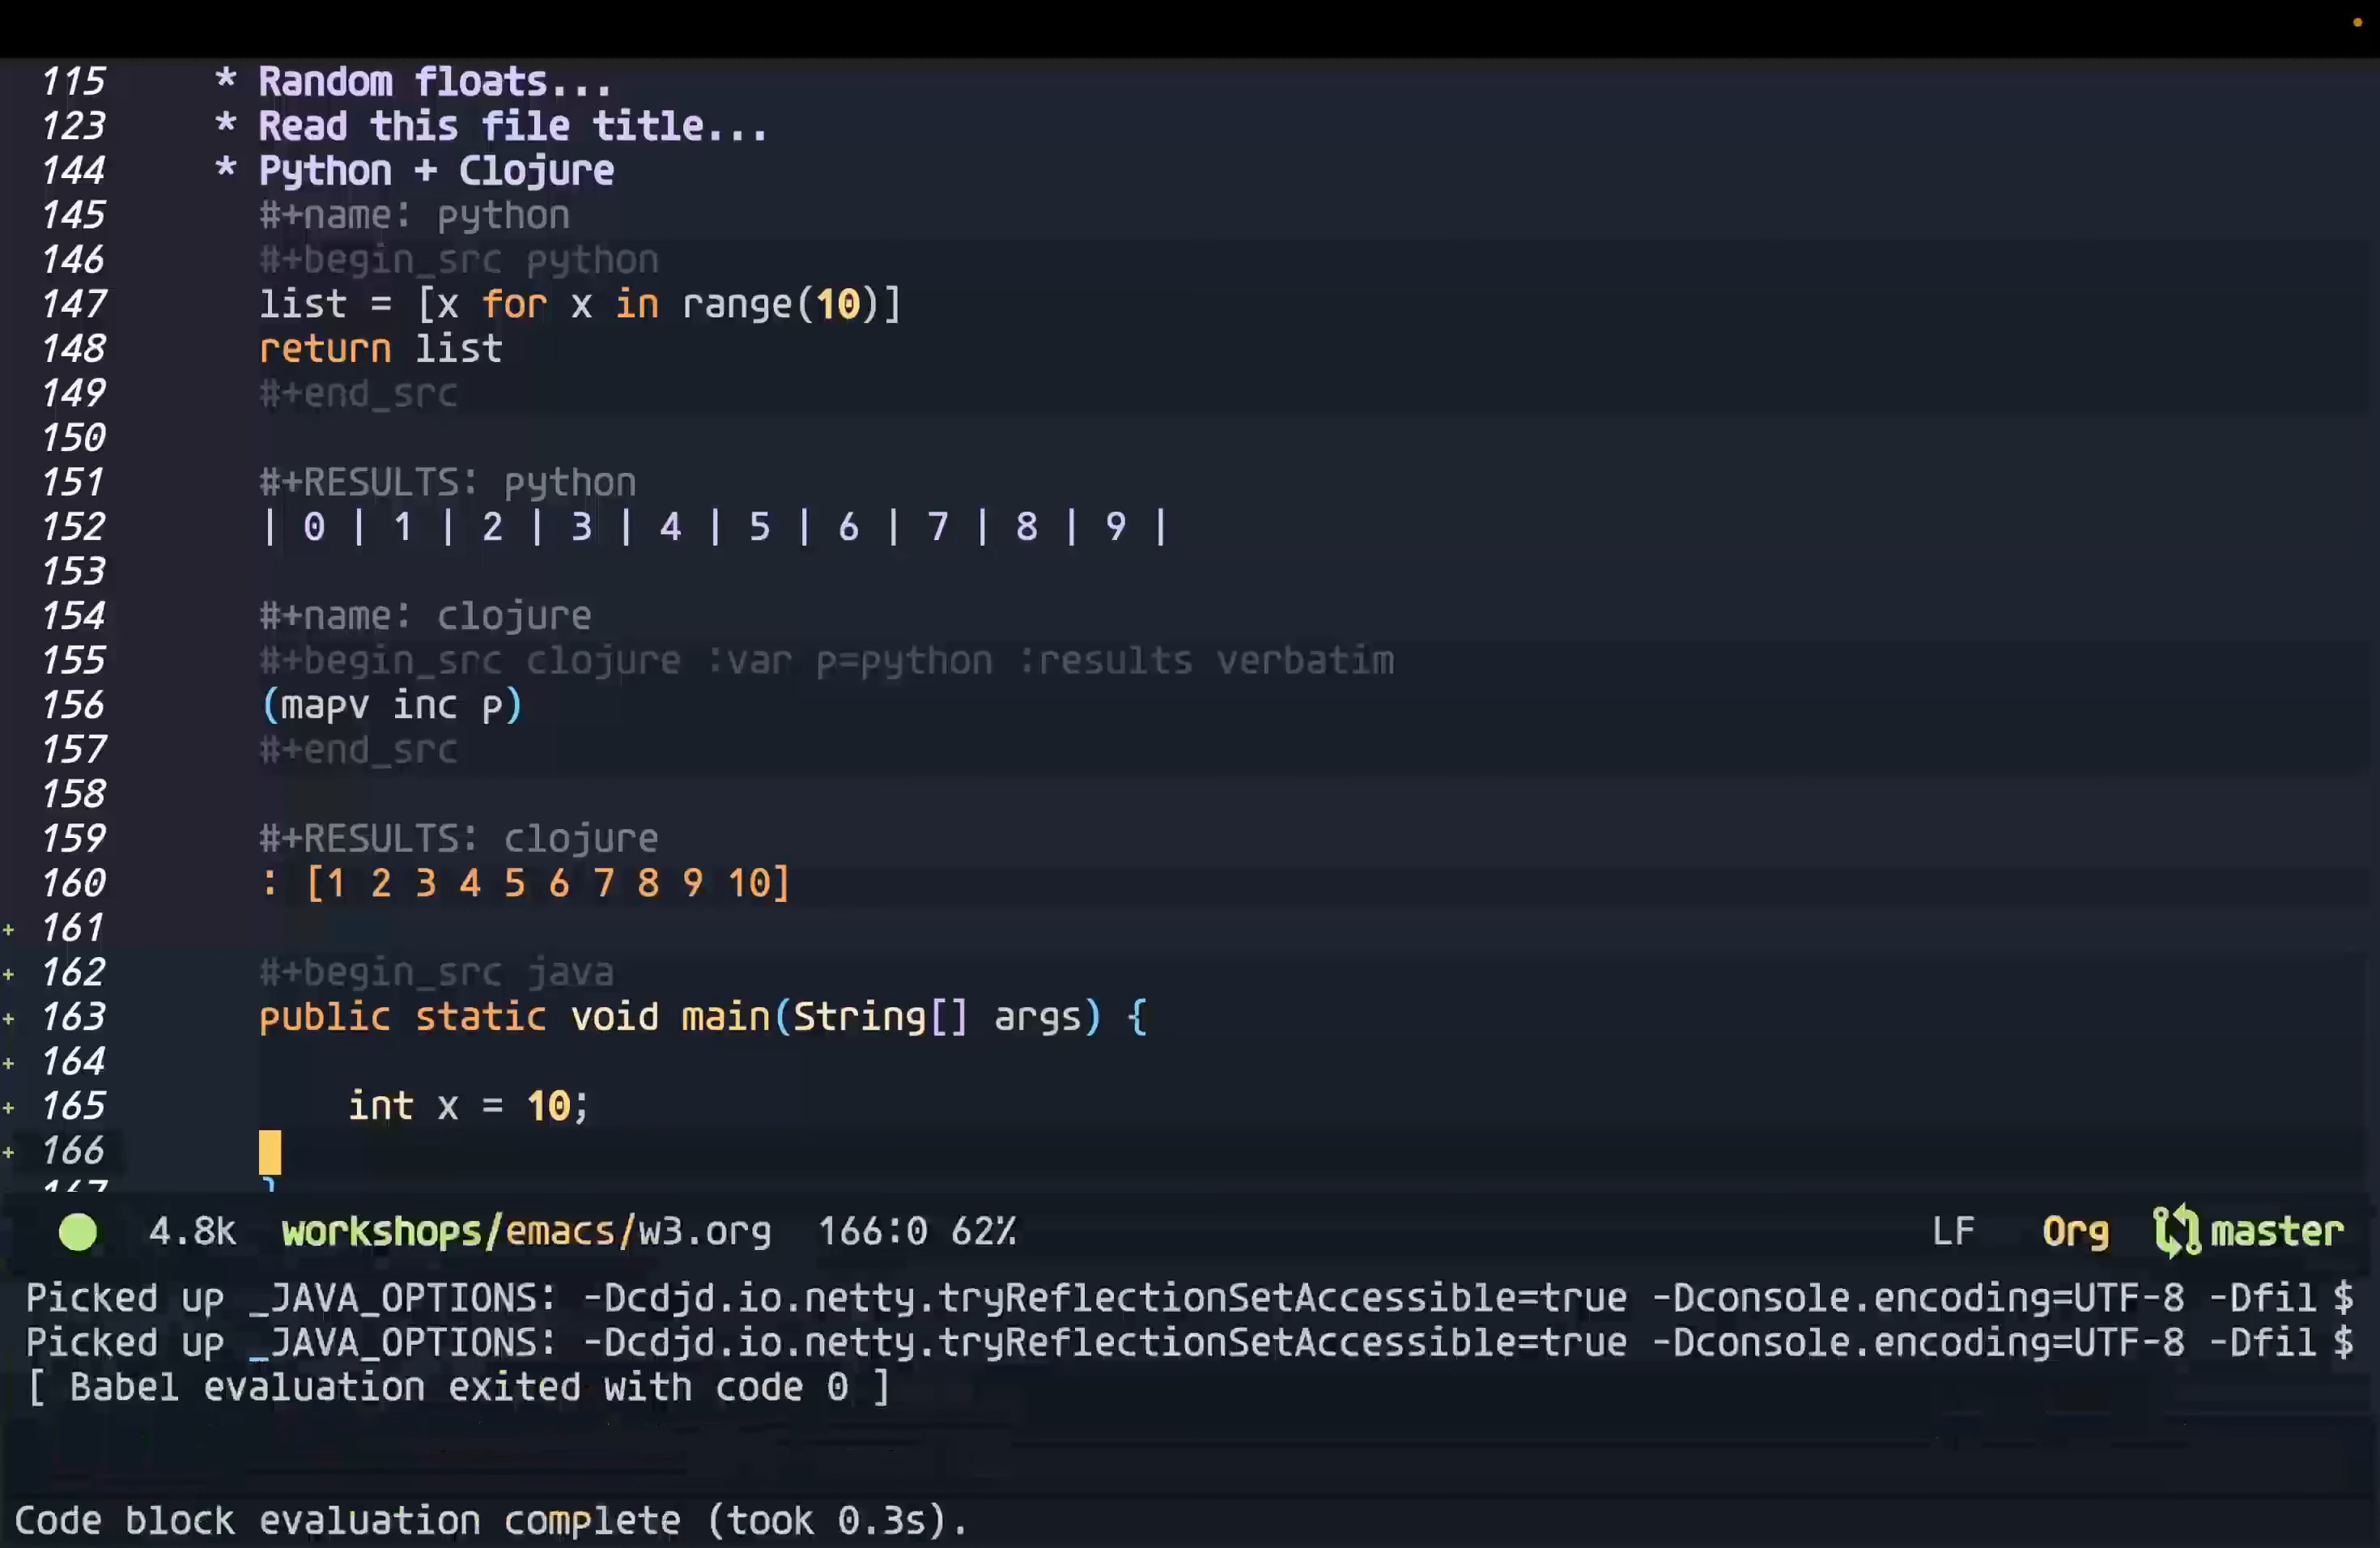 115 * Random floats...
123 * Read this file title...
144 * Python + Clojure
145 #+name: python
146 #+begin_src python
147 list = [x for x in range(10)]
148 return list
149 #+end_src
150
151 #+RESULTS: python
152 | 0 | 1 | 2 | 3 | 4 | 5 | 6 | 7 | 8 | 9 |
153
154 #+name: clojure
155 #+begin_src clojure :var p=python :results verbatim
156 (mapv inc p)
157 #+end_src
158
159 #+RESULTS: clojure
160 : [1 2 3 4 5 6 7 8 9 10]
+ 161
+ 162 #+begin_src java
+ 163 public static void main(String[] args) {
+ 164
+ 165 int x = 10;
+ 166
167 }
4.8k workshops/emacs/w3.org 166:0 62% LF Org master
Picked up _JAVA_OPTIONS: -Dcdjd.io.netty.tryReflectionSetAccessible=true -Dconsole.encoding=UTF-8 -Dfil $
Picked up _JAVA_OPTIONS: -Dcdjd.io.netty.tryReflectionSetAccessible=true -Dconsole.encoding=UTF-8 -Dfil $
[ Babel evaluation exited with code 0 ]
Code block evaluation complete (took 0.3s).